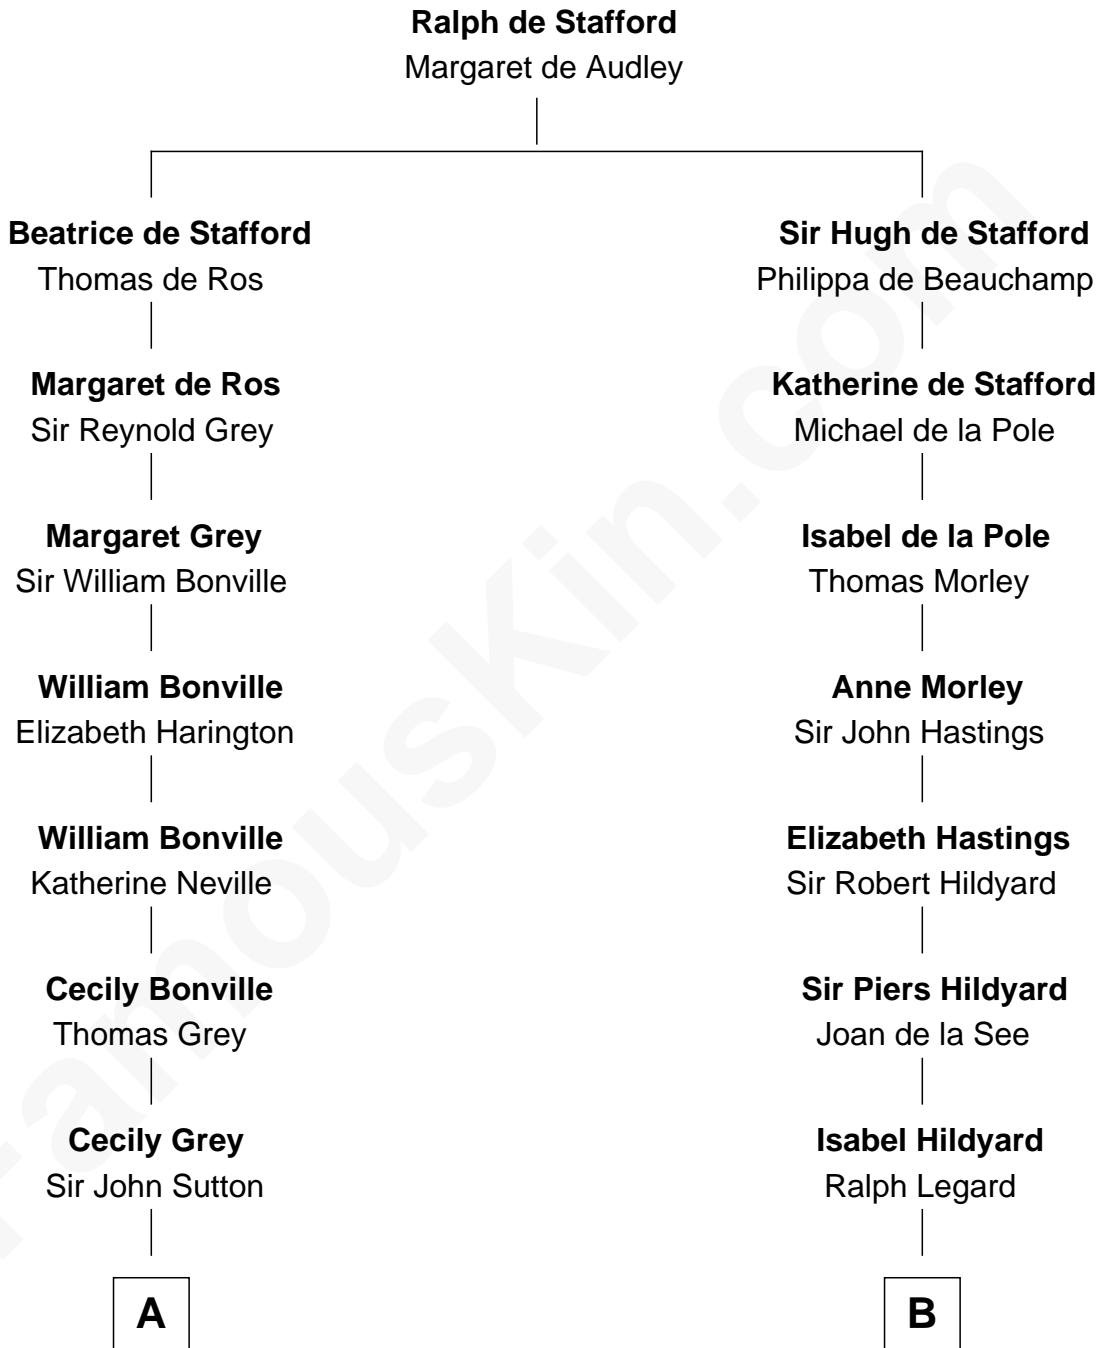 Ralph de Stafford
Margaret de Audley
Beatrice de Stafford
Thomas de Ros
Sir Hugh de Stafford
Philippa de Beauchamp
Margaret de Ros
Sir Reynold Grey
Katherine de Stafford
Michael de la Pole
Margaret Grey
Sir William Bonville
Isabel de la Pole
Thomas Morley
William Bonville
Elizabeth Harington
Anne Morley
Sir John Hastings
William Bonville
Katherine Neville
Elizabeth Hastings
Sir Robert Hildyard
Cecily Bonville
Thomas Grey
Sir Piers Hildyard
Joan de la See
Cecily Grey
Sir John Sutton
Isabel Hildyard
Ralph Legard
A
B
FamousKin.com